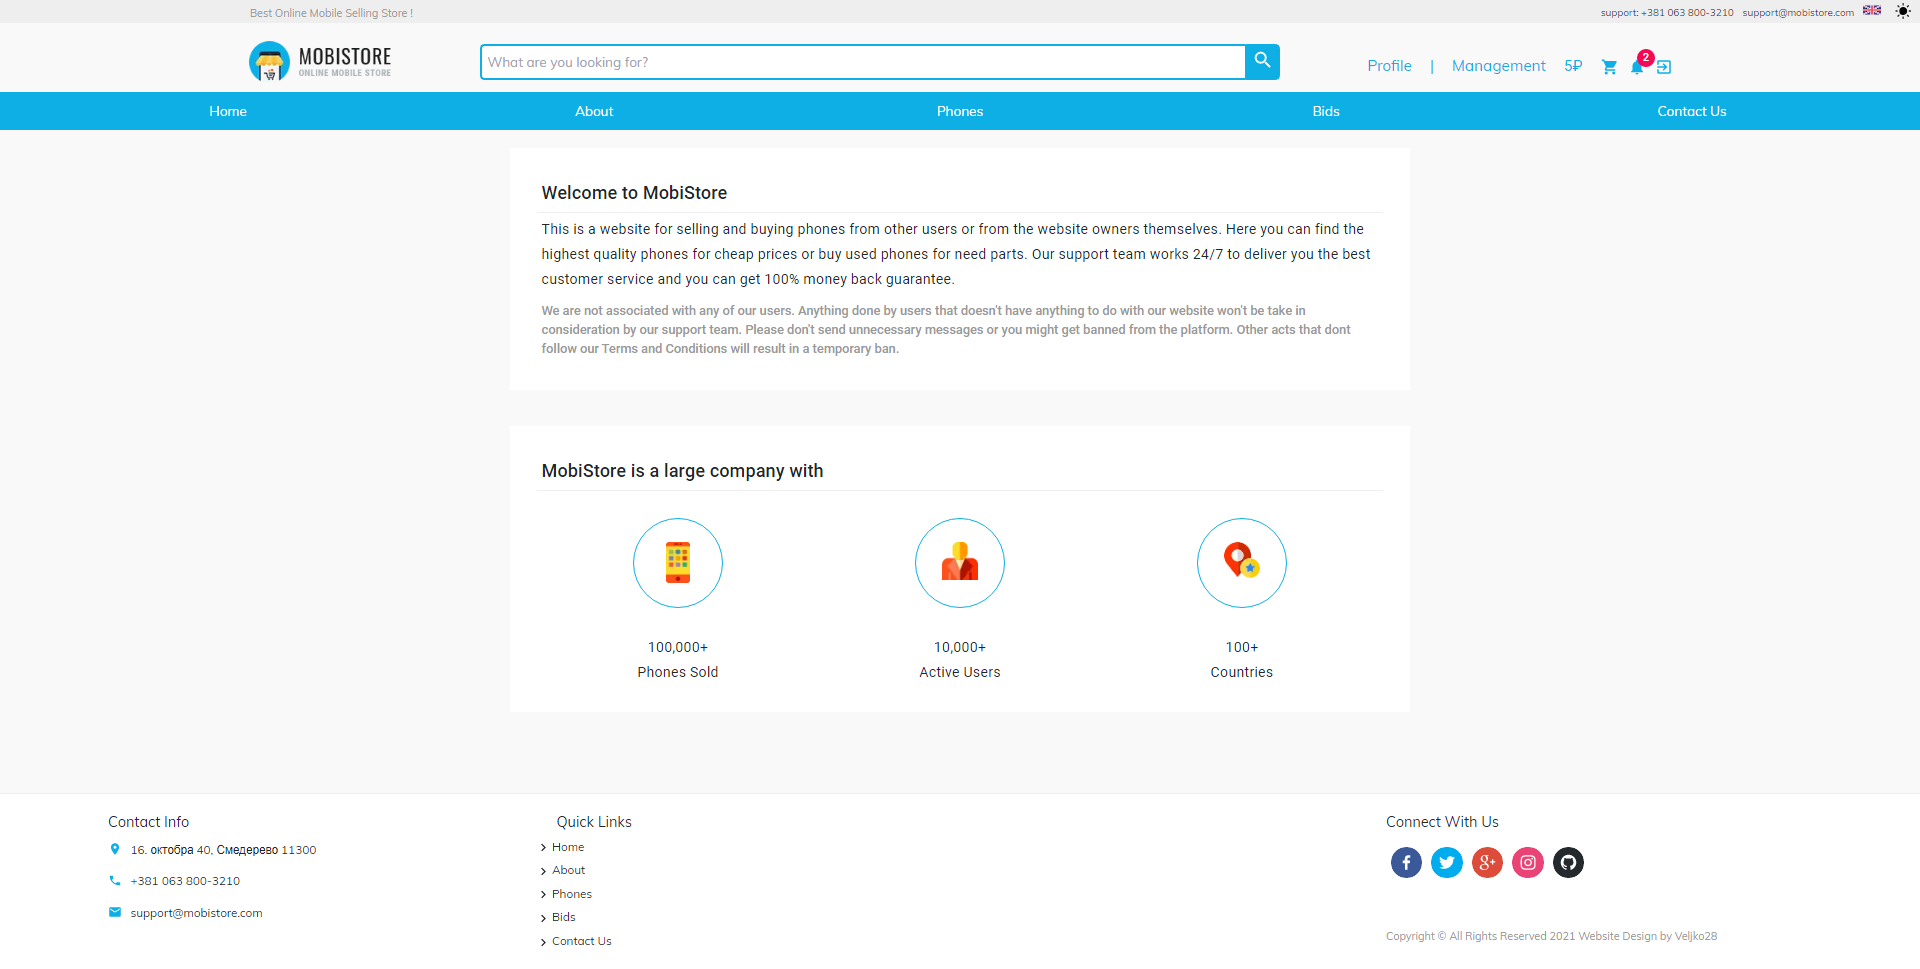 Best Online Mobile Selling Store !
support: +381 063 800-3210 support@mobistore.com
MOBISTORE
ONLINE MOBILE STORE
What are you looking for?
Profile | Management 5₽ 2
Home About Phones Bids Contact Us
Welcome to MobiStore
This is a website for selling and buying phones from other users or from the website owners themselves. Here you can find the
highest quality phones for cheap prices or buy used phones for need parts. Our support team works 24/7 to deliver you the best
customer service and you can get 100% money back guarantee.
We are not associated with any of our users. Anything done by users that doesn't have anything to do with our website won't be take in
consideration by our support team. Please don't send unnecessary messages or you might get banned from the platform. Other acts that dont
follow our Terms and Conditions will result in a temporary ban.
MobiStore is a large company with
100,000+
Phones Sold
10,000+
Active Users
100+
Countries
Contact Info
16. октобра 40, Смедерево 11300
+381 063 800-3210
support@mobistore.com
Quick Links
Home
About
Phones
Bids
Contact Us
Connect With Us
Copyright © All Rights Reserved 2021 Website Design by Veljko28